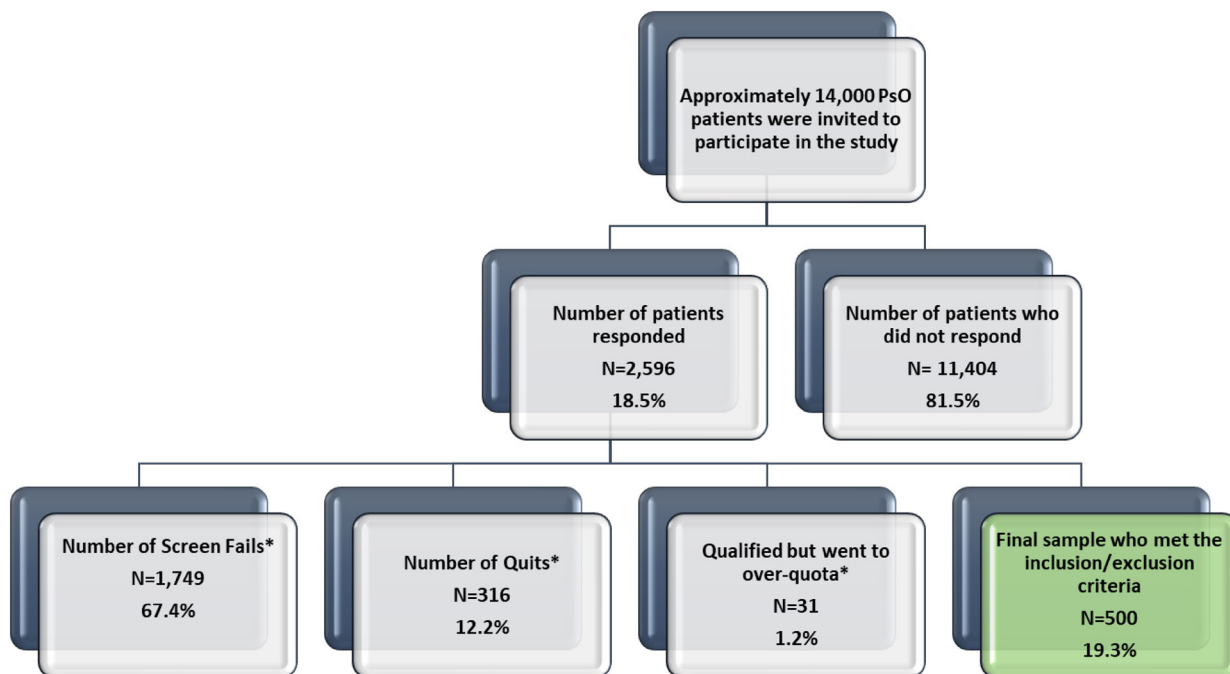 Approximately 14,000 PsO
patients were invited to
participate in the study
Number of patients
responded
N=2,596
18.5%
Number of patients who
did not respond
N= 11,404
81.5%
Number of Screen Fails*
N=1,749
67.4%
Number of Quits*
N=316
12.2%
Qualified but went to
over-quota*
N=31
1.2%
Final sample who met the
inclusion/exclusion
criteria
N=500
19.3%